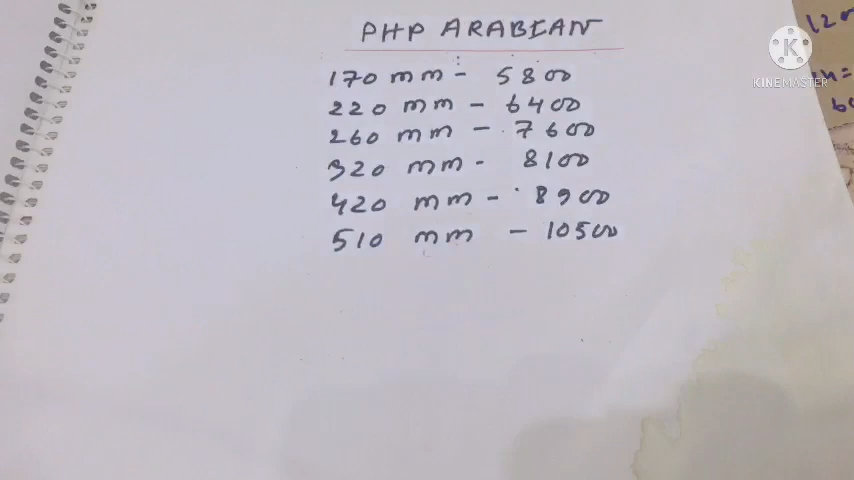 PHP ARABIAN
170 mm - 5800
220 mm - 6400
260 mm - 7600
320 mm - 8100
420 mm - 8900
510 mm - 10500
K
KINEMASTER